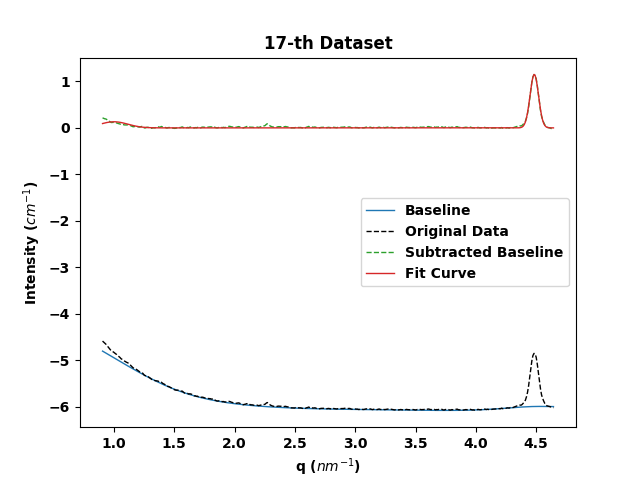 17-th Dataset
Intensity (cm⁻¹)
1
0
−1
−2
−3
−4
−5
−6
Baseline
Original Data
Subtracted Baseline
Fit Curve
1.0 1.5 2.0 2.5 3.0 3.5 4.0 4.5
q (nm⁻¹)